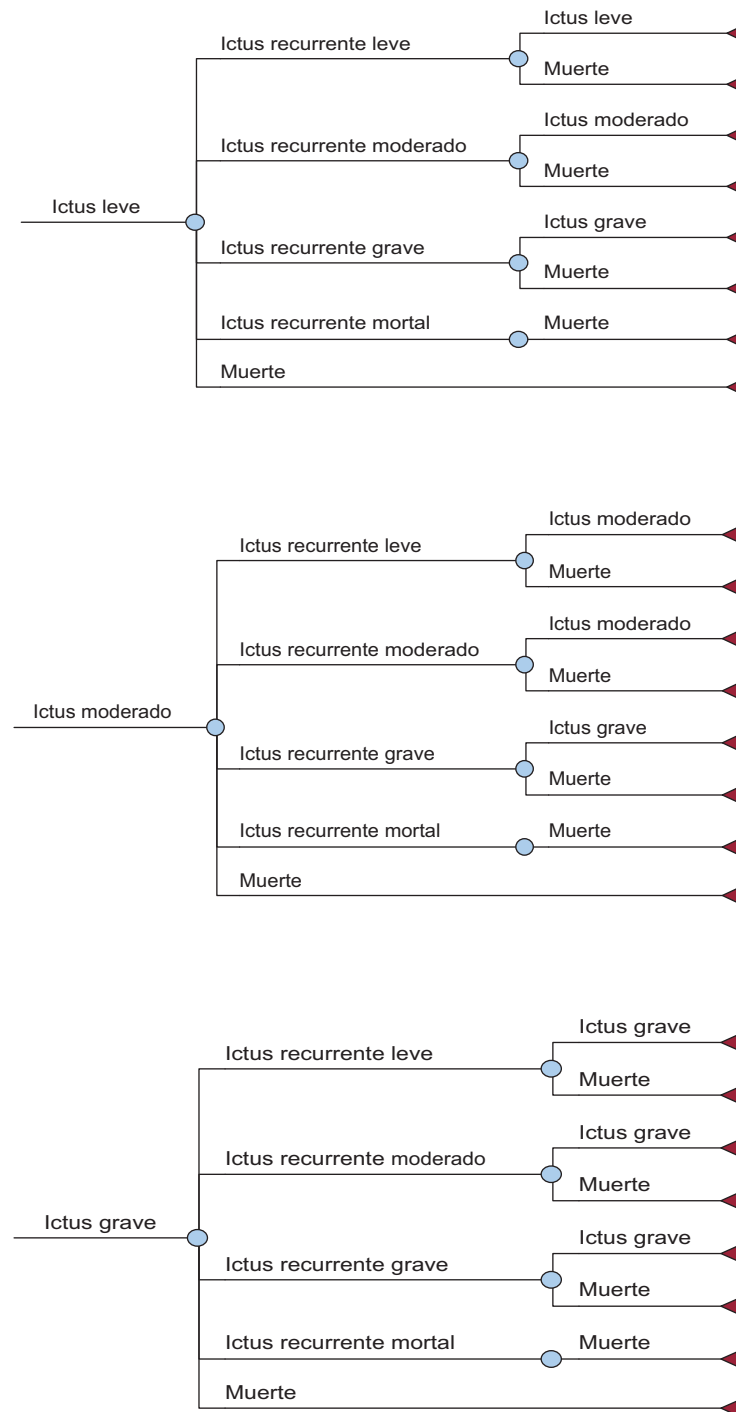 Ictus leve
Ictus recurrente leve
Muerte
Ictus moderado
Ictus recurrente moderado
Muerte
Ictus leve
Ictus grave
Ictus recurrente grave
Muerte
Ictus recurrente mortal
Muerte
Muerte
Ictus moderado
Ictus recurrente leve
Muerte
Ictus moderado
Ictus recurrente moderado
Muerte
Ictus moderado
Ictus grave
Ictus recurrente grave
Muerte
Ictus recurrente mortal
Muerte
Muerte
Ictus grave
Ictus recurrente leve
Muerte
Ictus grave
Ictus recurrente moderado
Muerte
Ictus grave
Ictus grave
Ictus recurrente grave
Muerte
Ictus recurrente mortal
Muerte
Muerte